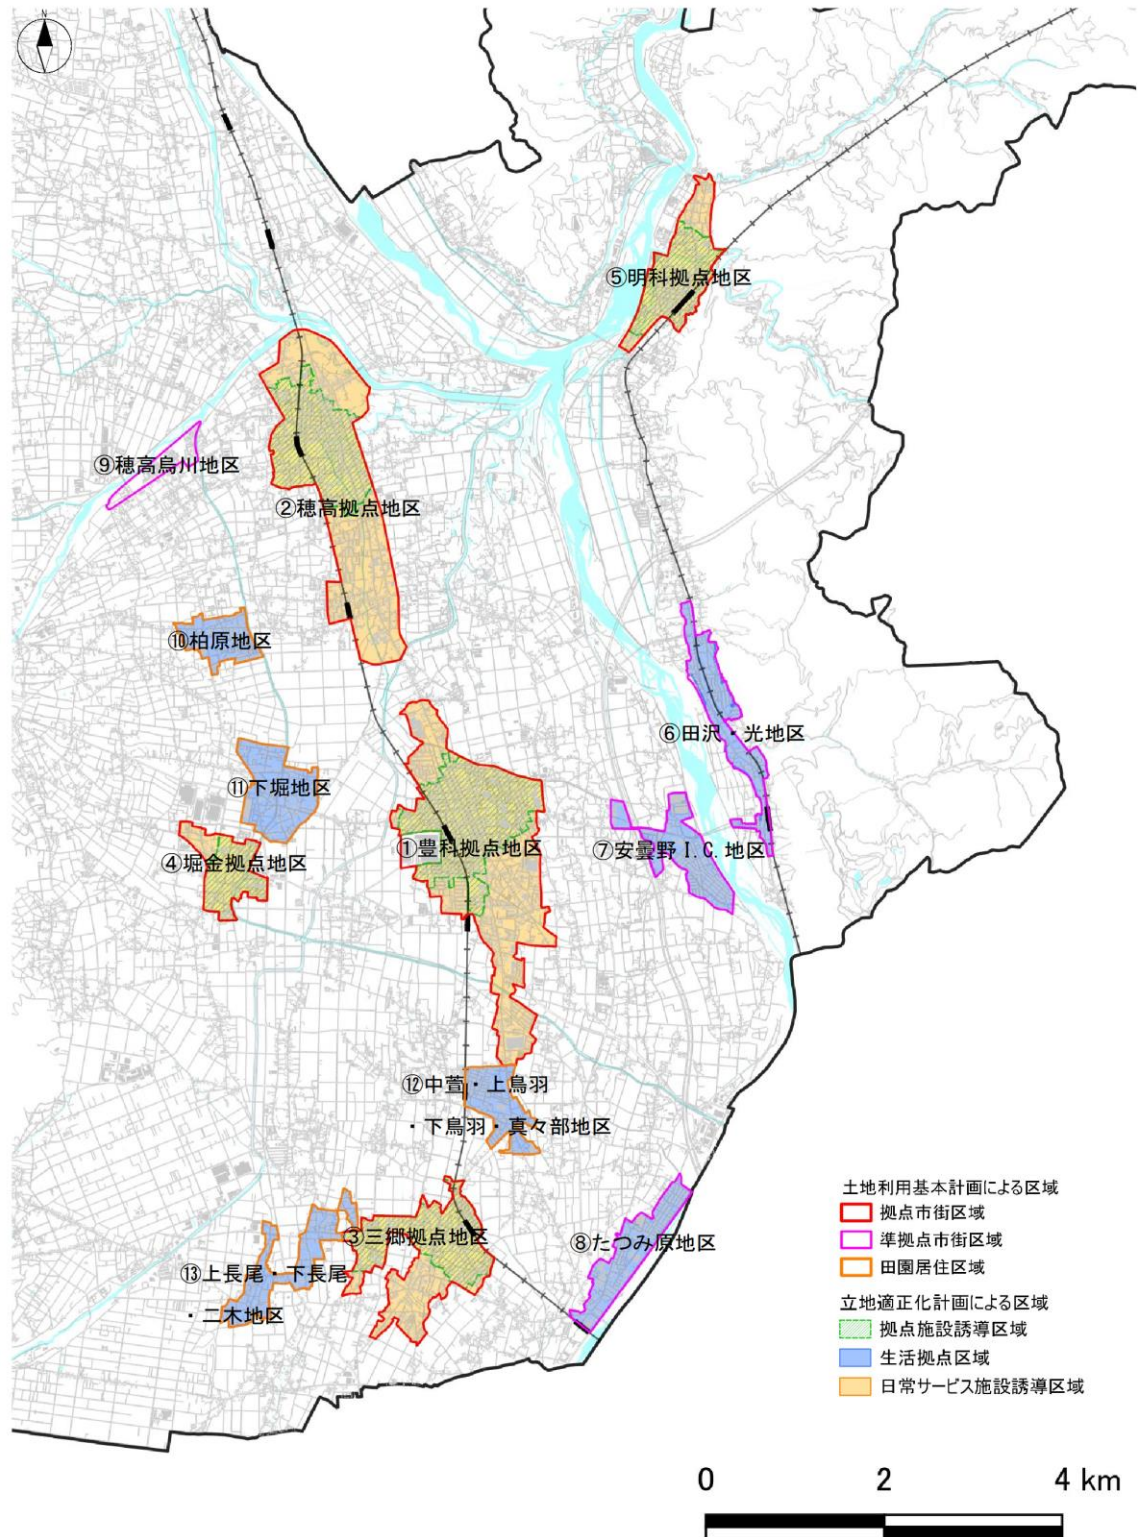 ⑤明科拠点地区
⑨穂高烏川地区
②穂高拠点地区
⑩柏原地区
⑥田沢・光地区
⑪下堀地区
①豊科拠点地区
⑦安曇野I.C.地区
④堀金拠点地区
⑫中萱・上鳥羽
・下鳥羽・真々部地区
③三郷拠点地区
⑧たつみ原地区
⑬上長尾・下長尾
・二木地区
土地利用基本計画による区域
拠点市街区域
準拠点市街区域
田園居住区域
立地適正化計画による区域
拠点施設誘導区域
生活拠点区域
日常サービス施設誘導区域
0 2 4 km